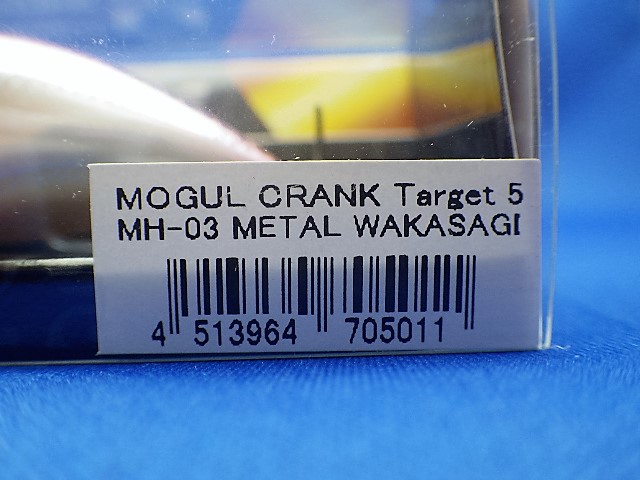 MOGUL CRANK Target 5
MH-03 METAL WAKASAGI
4 513964 705011